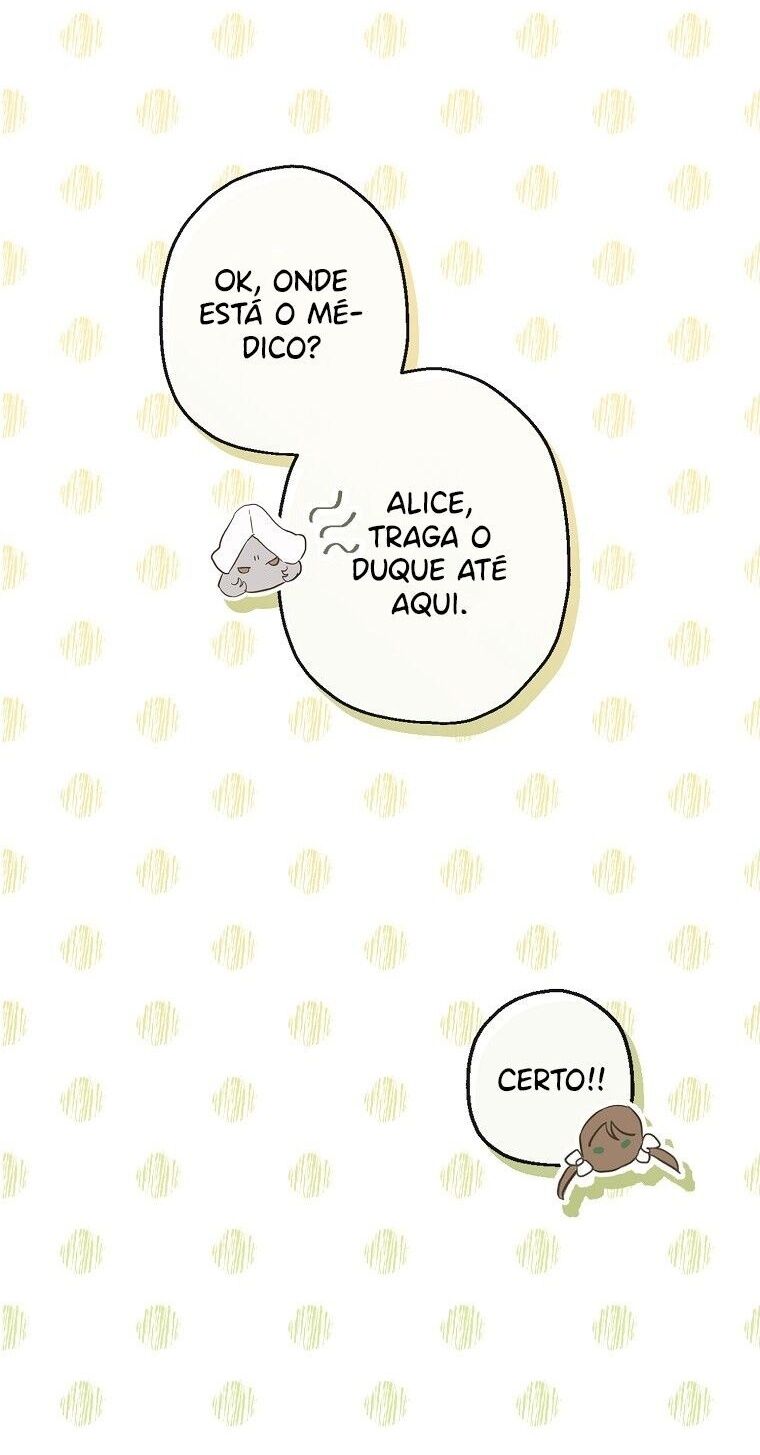 OK, ONDE
ESTÁ O MÉ-
DICO?
ALICE,
TRAGA O
DUQUE ATÉ
AQUI.
CERTO!!